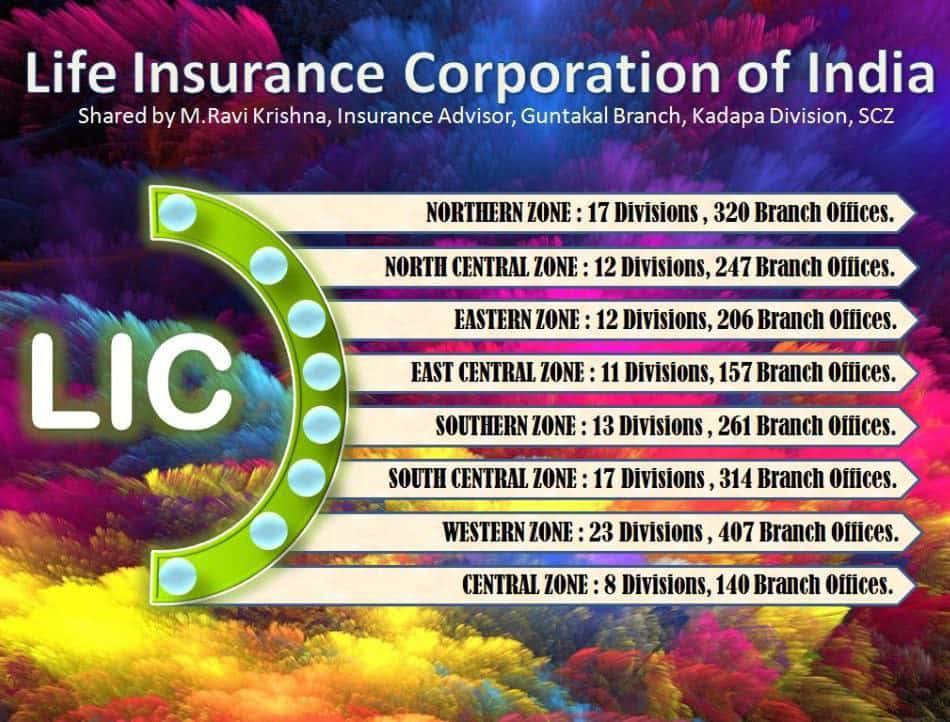 Life Insurance Corporation of India
Shared by M.Ravi Krishna, Insurance Advisor, Guntakal Branch, Kadapa Division, SCZ
NORTHERN ZONE : 17 Divisions , 320 Branch Offices.
NORTH CENTRAL ZONE : 12 Divisions, 247 Branch Offices.
EASTERN ZONE : 12 Divisions, 206 Branch Offices.
EAST CENTRAL ZONE : 11 Divisions, 157 Branch Offices.
LIC
SOUTHERN ZONE : 13 Divisions , 261 Branch Offices.
SOUTH CENTRAL ZONE : 17 Divisions , 314 Branch Offices.
WESTERN ZONE : 23 Divisions , 407 Branch Offices.
CENTRAL ZONE : 8 Divisions, 140 Branch Offices.